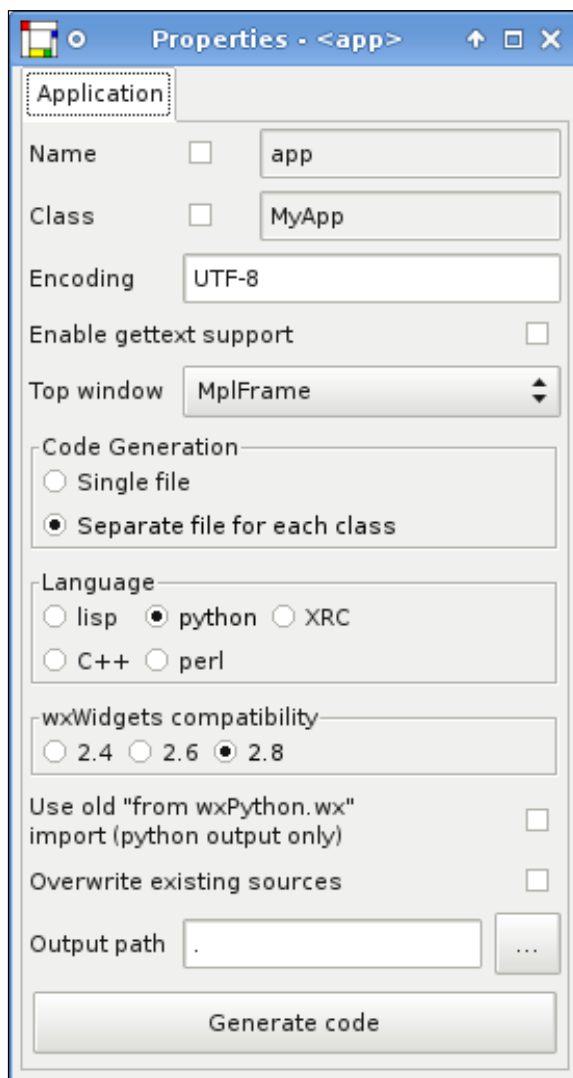 Properties - <app>
Application
Name app
Class MyApp
Encoding UTF-8
Enable gettext support
Top window MplFrame
Code Generation
Single file
Separate file for each class
Language
lisp python XRC
C++ perl
wxWidgets compatibility
2.4 2.6 2.8
Use old "from wxPython.wx"
import (python output only)
Overwrite existing sources
Output path . ...
Generate code